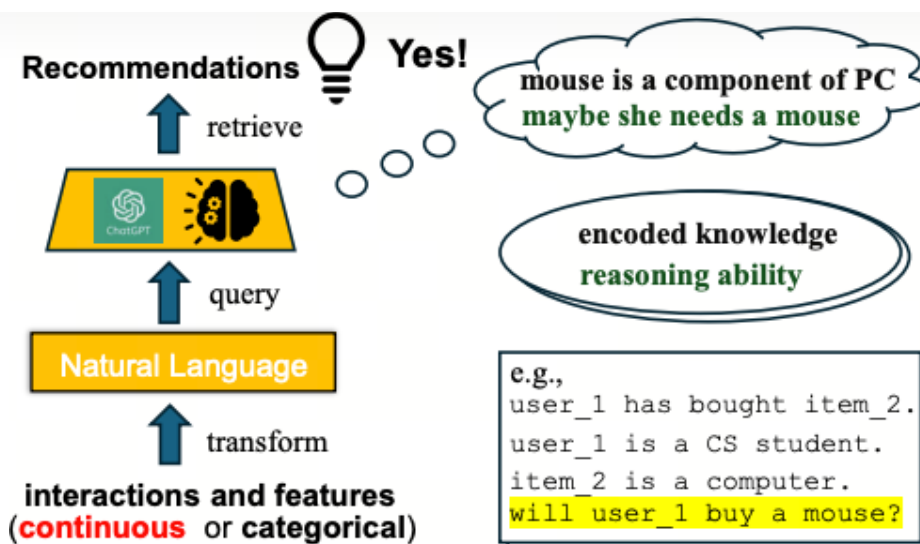 Recommendations
Yes!
retrieve
ChatGPT
query
Natural Language
transform
interactions and features
(continuous or categorical)
mouse is a component of PC
maybe she needs a mouse
encoded knowledge
reasoning ability
e.g.,
user_1 has bought item_2.
user_1 is a CS student.
item_2 is a computer.
will user_1 buy a mouse?